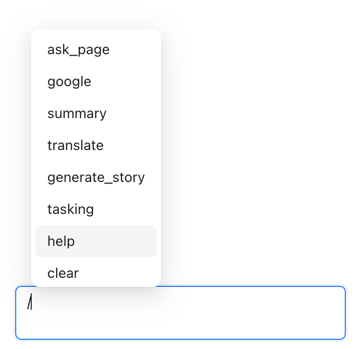 ask_page
google
summary
translate
generate_story
tasking
help
clear
/